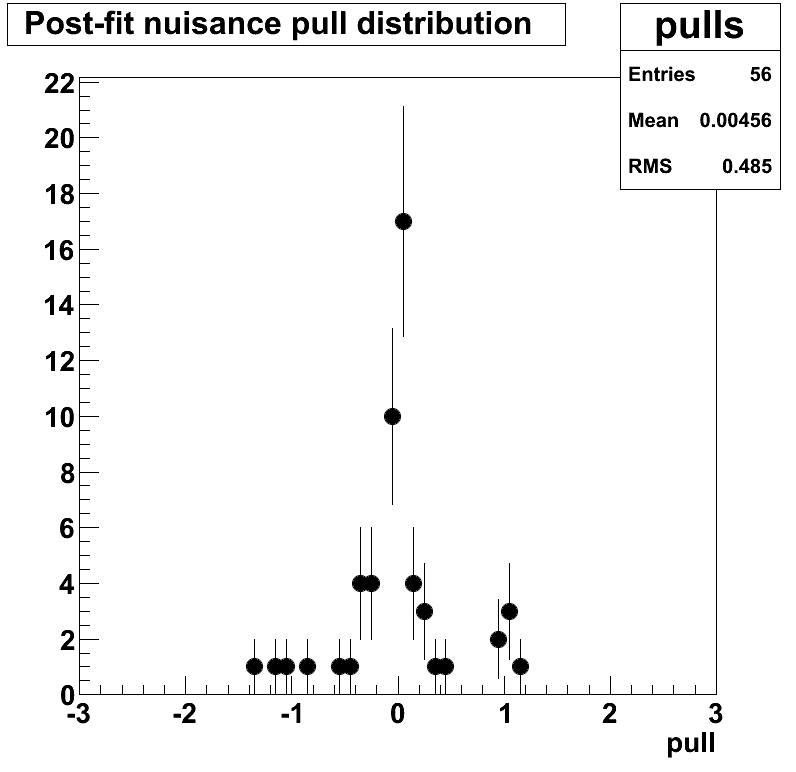 Post-fit nuisance pull distribution
pulls
Entries 56
Mean 0.00456
RMS 0.485
22
20
18
16
14
12
10
8
6
4
2
0
-3 -2 -1 0 1 2 3
pull